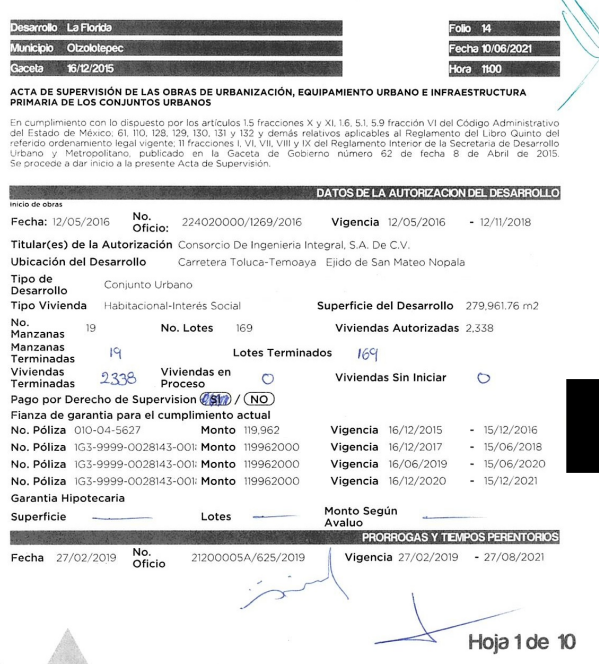 Desarrollo La Florida Folio 14
Municipio Otzolotepec Fecha 10/06/2021
Gaceta 16/12/2015 Hora 11:00
ACTA DE SUPERVISIÓN DE LAS OBRAS DE URBANIZACIÓN, EQUIPAMIENTO URBANO E INFRAESTRUCTURA
PRIMARIA DE LOS CONJUNTOS URBANOS
En cumplimiento con lo dispuesto por los artículos 1.5 fracciones X y XI, 1.6, 5.1, 5.9 fracción VI del Código Administrativo
del Estado de México; 61, 110, 128, 129, 130, 131 y 132 y demás relativos aplicables al Reglamento del Libro Quinto del
referido ordenamiento legal vigente; 11 fracciones I, VI, VII, VIII y IX del Reglamento Interior de la Secretaria de Desarrollo
Urbano y Metropolitano, publicado en la Gaceta de Gobierno número 62 de fecha 8 de Abril de 2015.
Se procede a dar inicio a la presente Acta de Supervisión.
DATOS DE LA AUTORIZACION DEL DESARROLLO
Inicio de obras
Fecha: 12/05/2016 No. Oficio: 224020000/1269/2016 Vigencia 12/05/2016 - 12/11/2018
Titular(es) de la Autorización Consorcio De Ingenieria Integral, S.A. De C.V.
Ubicación del Desarrollo Carretera Toluca-Temoaya Ejido de San Mateo Nopala
Tipo de Desarrollo Conjunto Urbano
Tipo Vivienda Habitacional-Interés Social Superficie del Desarrollo 279,961.76 m2
No. Manzanas 19 No. Lotes 169 Viviendas Autorizadas 2,338
Manzanas Terminadas 19 Lotes Terminados 169
Viviendas Terminadas 2338 Viviendas en Proceso 0 Viviendas Sin Iniciar 0
Pago por Derecho de Supervision SI / NO
Fianza de garantia para el cumplimiento actual
No. Póliza 010-04-5627 Monto 119,962 Vigencia 16/12/2015 - 15/12/2016
No. Póliza 1G3-9999-0028143-001 Monto 119962000 Vigencia 16/12/2017 - 15/06/2018
No. Póliza 1G3-9999-0028143-001 Monto 119962000 Vigencia 16/06/2019 - 15/06/2020
No. Póliza 1G3-9999-0028143-001 Monto 119962000 Vigencia 16/12/2020 - 15/12/2021
Garantia Hipotecaria
Superficie Lotes Monto Según Avaluo
PRORROGAS Y TIEMPOS PERENTORIOS
Fecha 27/02/2019 No. Oficio 21200005A/625/2019 Vigencia 27/02/2019 - 27/08/2021
Hoja 1 de 10